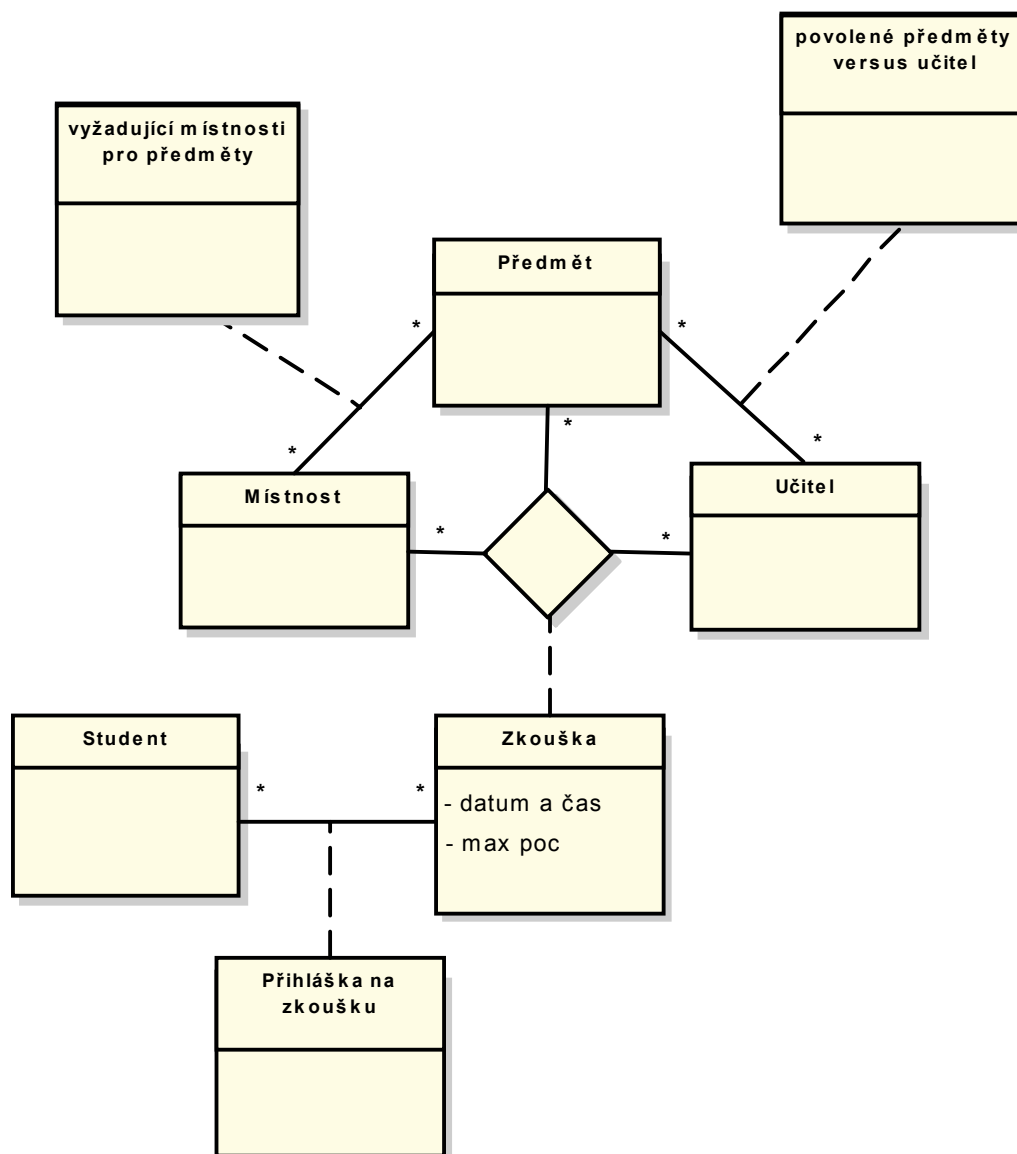 povolené předměty
versus učitel
vyžadující místnosti
pro předměty
Předmět
*
*
*
*
*
Místnost
Učitel
*
*
Student
Zkouška
*
*
- datum a čas
- max poc
Přihláška na
zkoušku